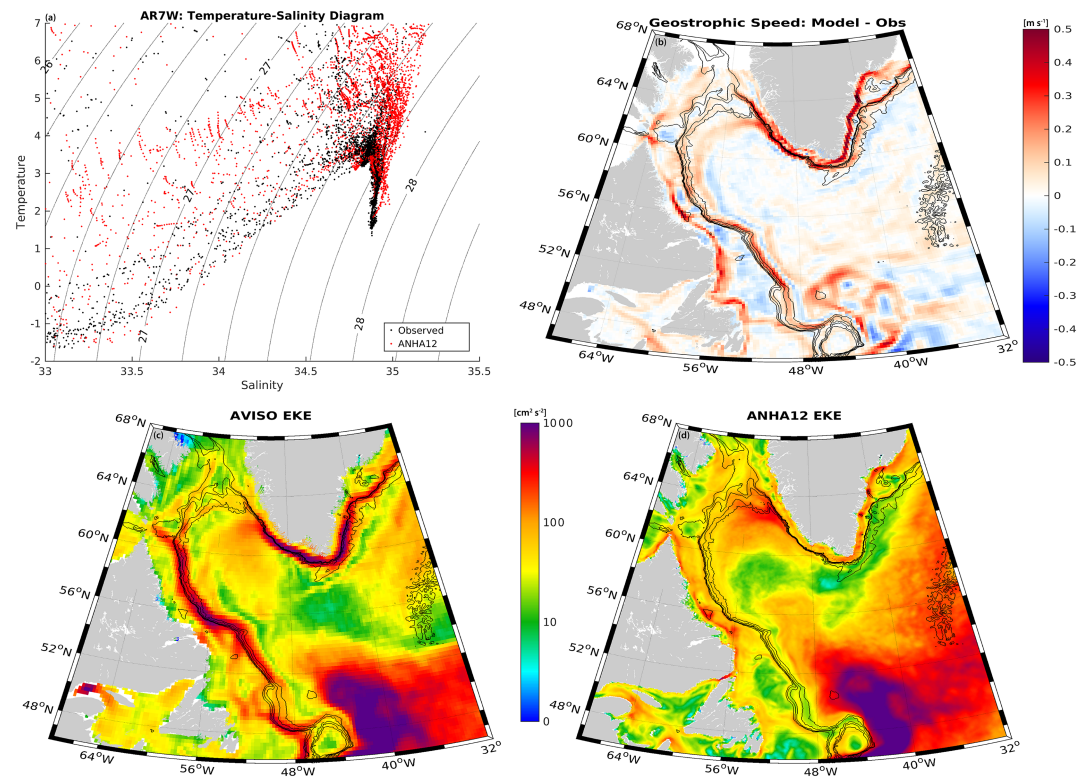 AR7W: Temperature-Salinity Diagram
(a)
7
6
5
4
3
2
1
0
-1
-2
Temperature
26
27
27
28
27
28
Observed
ANHA12
33
33.5
34
34.5
35
35.5
Salinity
Geostrophic Speed: Model - Obs
(b)
68°N
64°N
60°N
56°N
52°N
48°N
64°W
56°W
48°W
40°W
32°
[m s⁻¹]
0.5
0.4
0.3
0.2
0.1
0
-0.1
-0.2
-0.3
-0.4
-0.5
AVISO EKE
(c)
68°N
64°N
60°N
56°N
52°N
48°N
64°W
56°W
48°W
40°W
32°
[cm² s⁻²]
1000
100
10
0
ANHA12 EKE
(d)
68°N
64°N
60°N
56°N
52°N
48°N
64°W
56°W
48°W
40°W
32°